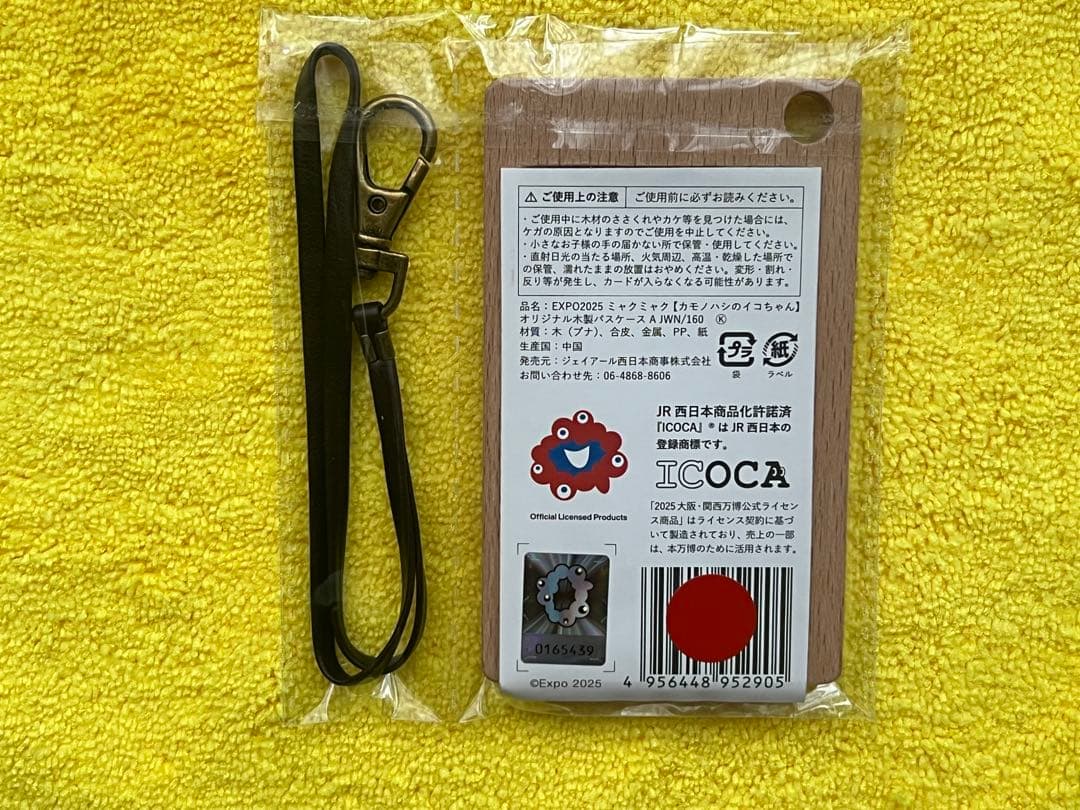 ⚠ ご使用上の注意 ご使用前に必ずお読みください。
・ご使用中に木材のささくれやカケ等を見つけた場合には、
ケガの原因となりますのでご使用を中止してください。
・小さなお子様の手の届かない所で保管・使用してください。
・直射日光の当たる場所、火気周辺、高温・乾燥した場所で
の保管、濡れたままの放置はおやめください。変形・割れ・
反り等が発生し、カードが入らなくなる可能性があります。
品名：EXPO2025 ミャクミャク【カモノハシのイコちゃん】
オリジナル木製パスケース A JWN/160 Ⓚ
材質：木（ブナ）、合皮、金属、PP、紙
生産国：中国
発売元：ジェイアール西日本商事株式会社
お問い合わせ先：06-4868-8606
プラ
袋
紙
ラベル
JR 西日本商品化許諾済
『ICOCA』® は JR 西日本の
登録商標です。
ICOCA
Official Licensed Products
「2025 大阪・関西万博公式ライセン
ス商品」はライセンス契約に基づ
いて製造されており、売上の一部
は、本万博のために活用されます。
0165439
©Expo 2025
4 956448 952905